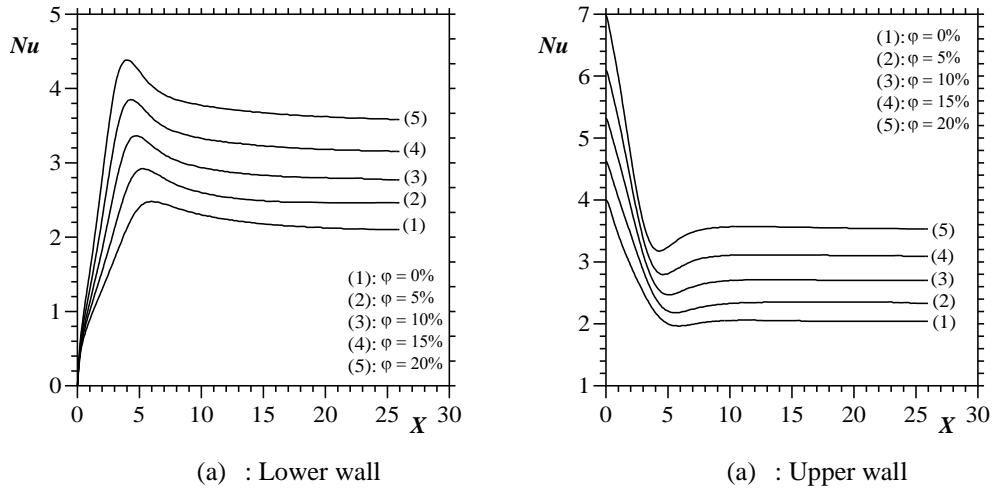 5
Nu
4
3
2
1
0
(5)
(4)
(3)
(2)
(1)
(1): φ = 0%
(2): φ = 5%
(3): φ = 10%
(4): φ = 15%
(5): φ = 20%
0 5 10 15 20 25 30
X
(a) : Lower wall
7
Nu
6
5
4
3
2
1
(1): φ = 0%
(2): φ = 5%
(3): φ = 10%
(4): φ = 15%
(5): φ = 20%
(5)
(4)
(3)
(2)
(1)
0 5 10 15 20 25 30
X
(a) : Upper wall